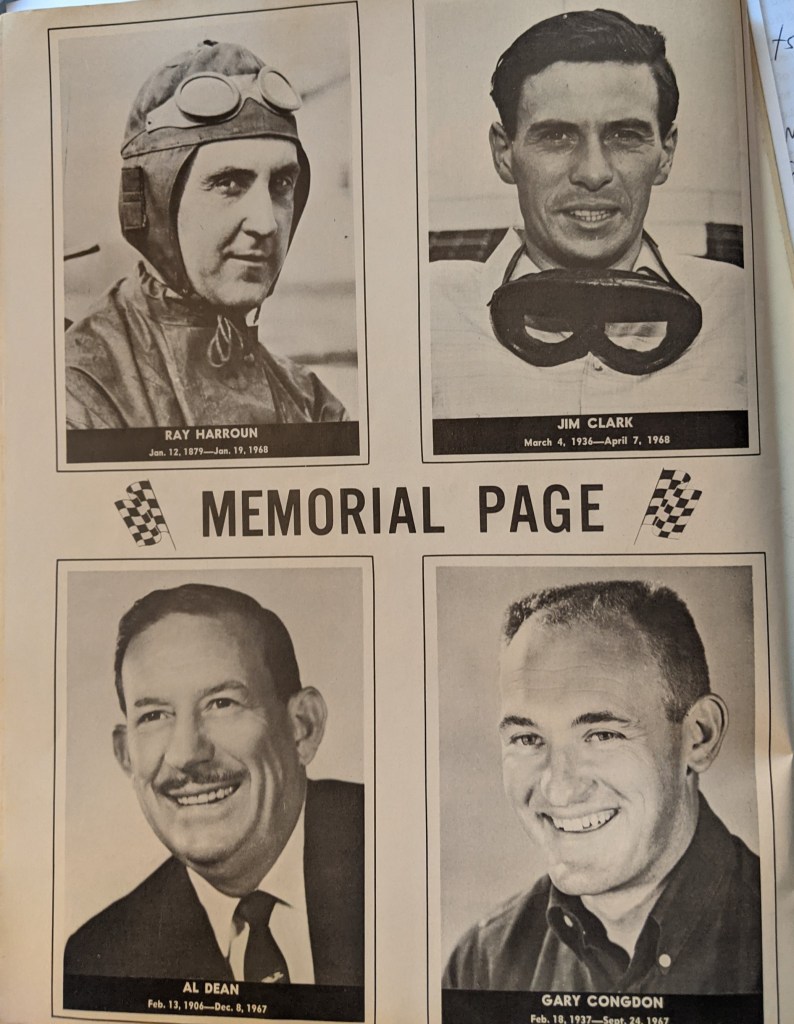 RAY HARROUN
Jan. 12, 1879—Jan. 19, 1968
JIM CLARK
March 4, 1936—April 7, 1968
MEMORIAL PAGE
AL DEAN
Feb. 13, 1906—Dec. 8, 1967
GARY CONGDON
Feb. 18, 1937—Sept. 24, 1967